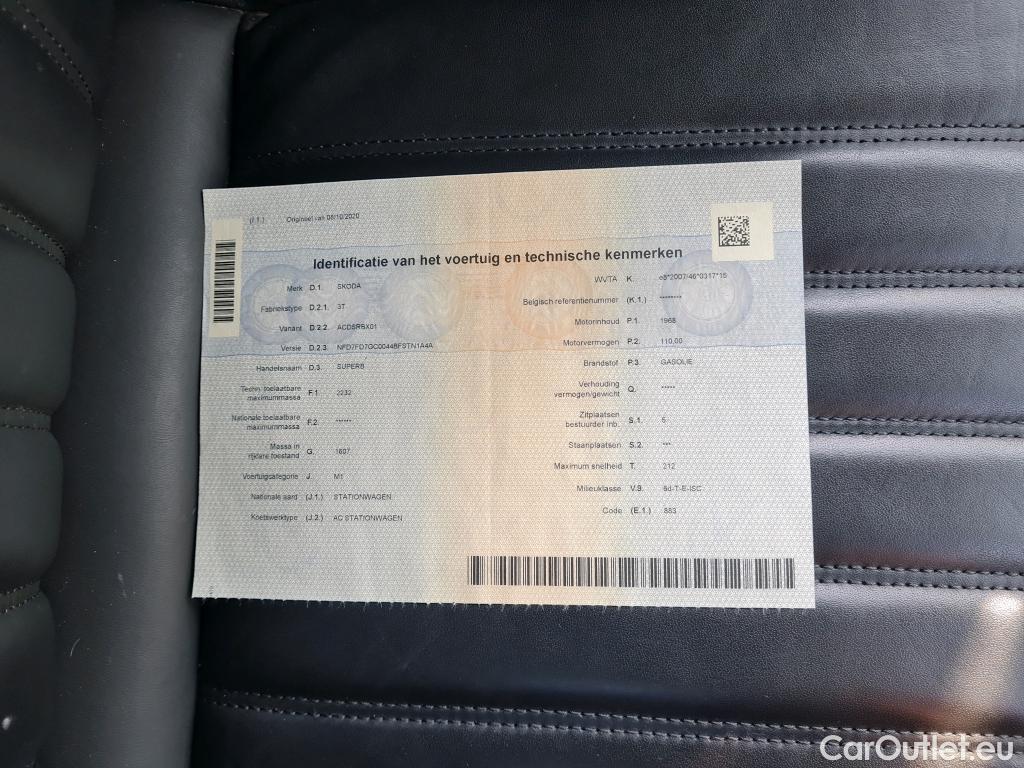 (J.1.) Origineel van 08/10/2020
Identificatie van het voertuig en technische kenmerken
Merk D.1. SKODA
Fabriekstype D.2.1. 3T
Variant D.2.2. ACDSRBX01
Versie D.2.3. NFD7FD7GC0044BFSTN1A4A
Handelsnaam D.3. SUPERB
Techn. toelaatbare
maximummassa F.1. 2232
Nationale toelaatbare
maximummassa F.2. ******
Massa in
rijklare toestand G. 1607
Voertuigcategorie J. M1
Nationale aard (J.1.) STATIONWAGEN
Koetswerktype (J.2.) AC STATIONWAGEN
WVTA K. e8*2007/46*0317*15
Belgisch referentienummer (K.1.) ********
Motorinhoud P.1. 1968
Motorvermogen P.2. 110,00
Brandstof P.3. GASOLIE
Verhouding
vermogen/gewicht Q. *****
Zitplaatsen
bestuurder inb. S.1. 5
Staanplaatsen S.2. ***
Maximum snelheid T. 212
Milieuklasse V.9. 6d-T-E-ISC
Code (E.1.) 883
CarOutlet.eu